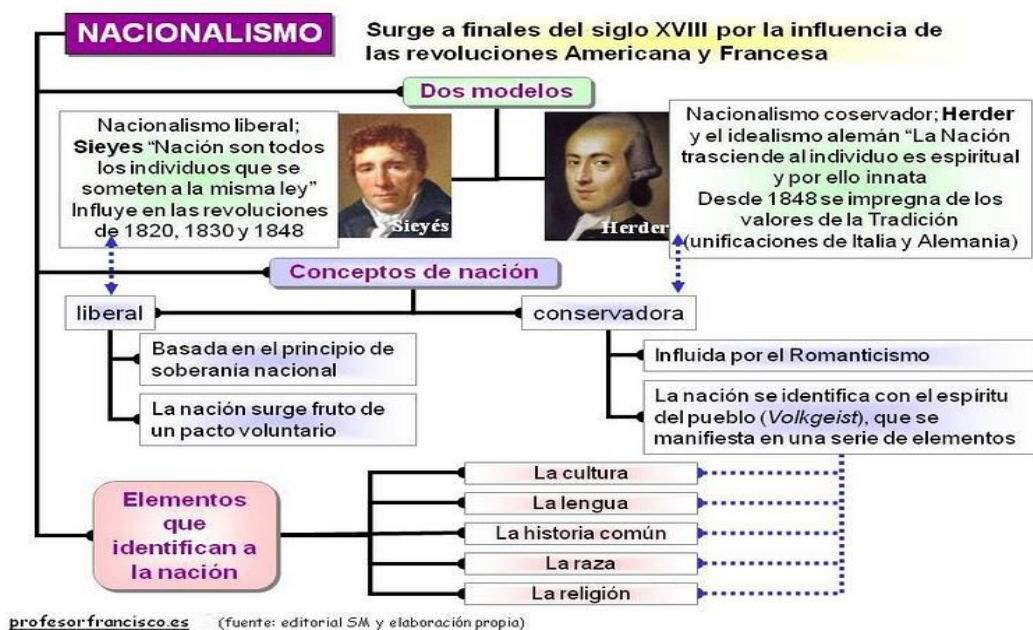 NACIONALISMO
Surge a finales del siglo XVIII por la influencia de
las revoluciones Americana y Francesa
Dos modelos
Nacionalismo liberal;
Sieyes “Nación son todos
los individuos que se
someten a la misma ley”
Influye en las revoluciones
de 1820, 1830 y 1848
Sieyés
Herder
Nacionalismo coservador; Herder
y el idealismo alemán “La Nación
trasciende al individuo es espiritual
y por ello innata
Desde 1848 se impregna de los
valores de la Tradición
(unificaciones de Italia y Alemania)
Conceptos de nación
liberal
conservadora
Basada en el principio de
soberanía nacional
La nación surge fruto de
un pacto voluntario
Influida por el Romanticismo
La nación se identifica con el espíritu
del pueblo (Volkgeist), que se
manifiesta en una serie de elementos
Elementos
que
identifican a
la nación
La cultura
La lengua
La historia común
La raza
La religión
profesorfrancisco.es (fuente: editorial SM y elaboración propia)